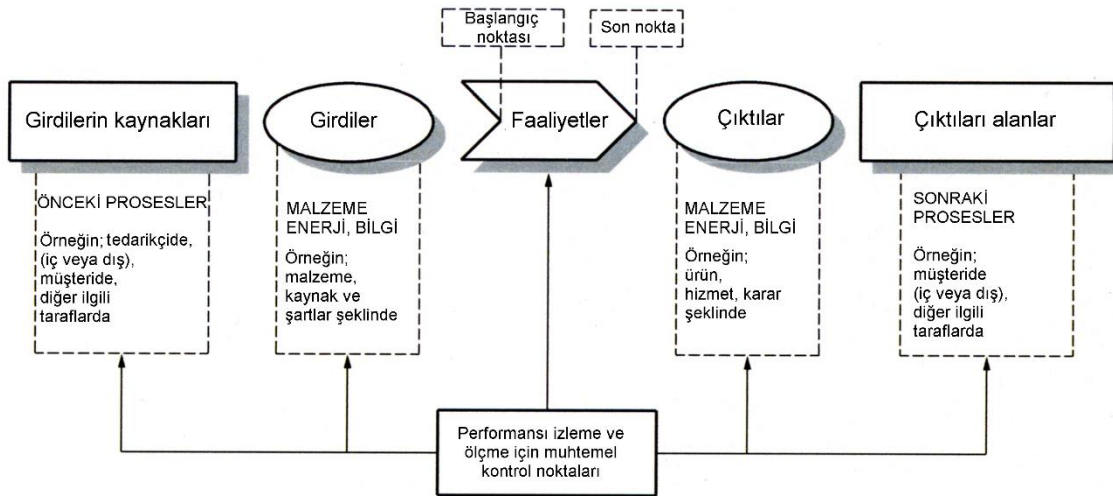 Başlangıç
noktası
Son nokta
Girdilerin kaynakları
Girdiler
Faaliyetler
Çıktılar
Çıktıları alanlar
ÖNCEKİ PROSESLER
Örneğin; tedarikçide,
(iç veya dış),
müşteride,
diğer ilgili
taraflarda
MALZEME
ENERJİ, BİLGİ
Örneğin;
malzeme,
kaynak ve
şartlar şeklinde
MALZEME
ENERJİ, BİLGİ
Örneğin;
ürün,
hizmet, karar
şeklinde
SONRAKİ
PROSESLER
Örneğin;
müşteride
(iç veya dış),
diğer ilgili
taraflarda
Performansı izleme ve
ölçme için muhtemel
kontrol noktaları